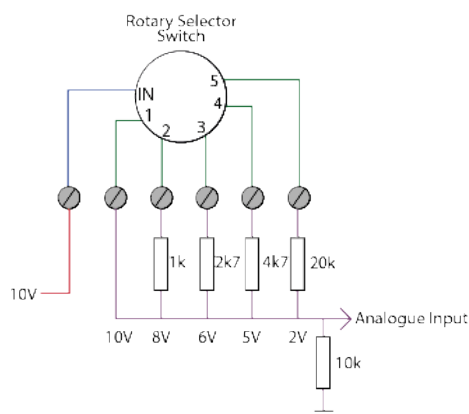 Rotary Selector
Switch
IN
1
2
3
4
5
1k
2k7
4k7
20k
10V
10V
8V
6V
5V
2V
Analogue Input
10k